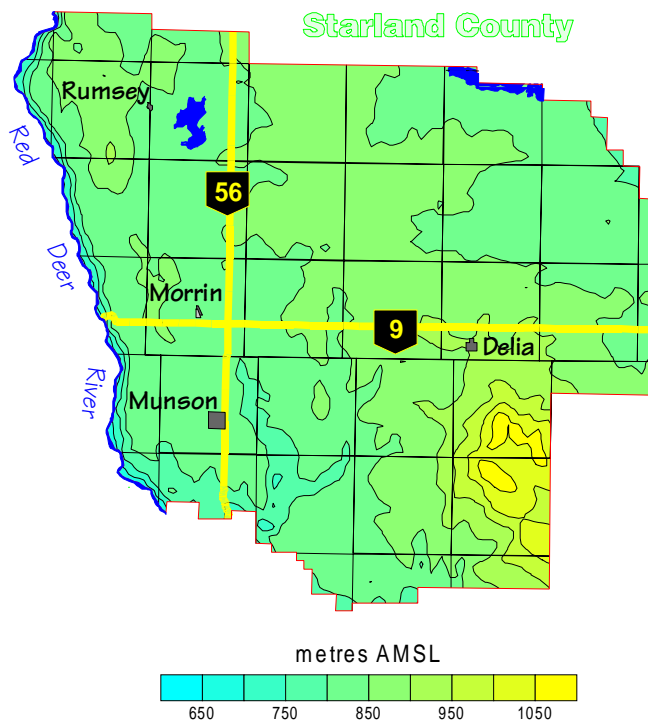 Starland County
Rumsey
Red
56
Deer
Morrin
9
Delia
River
Munson
metres AMSL
650 750 850 950 1050